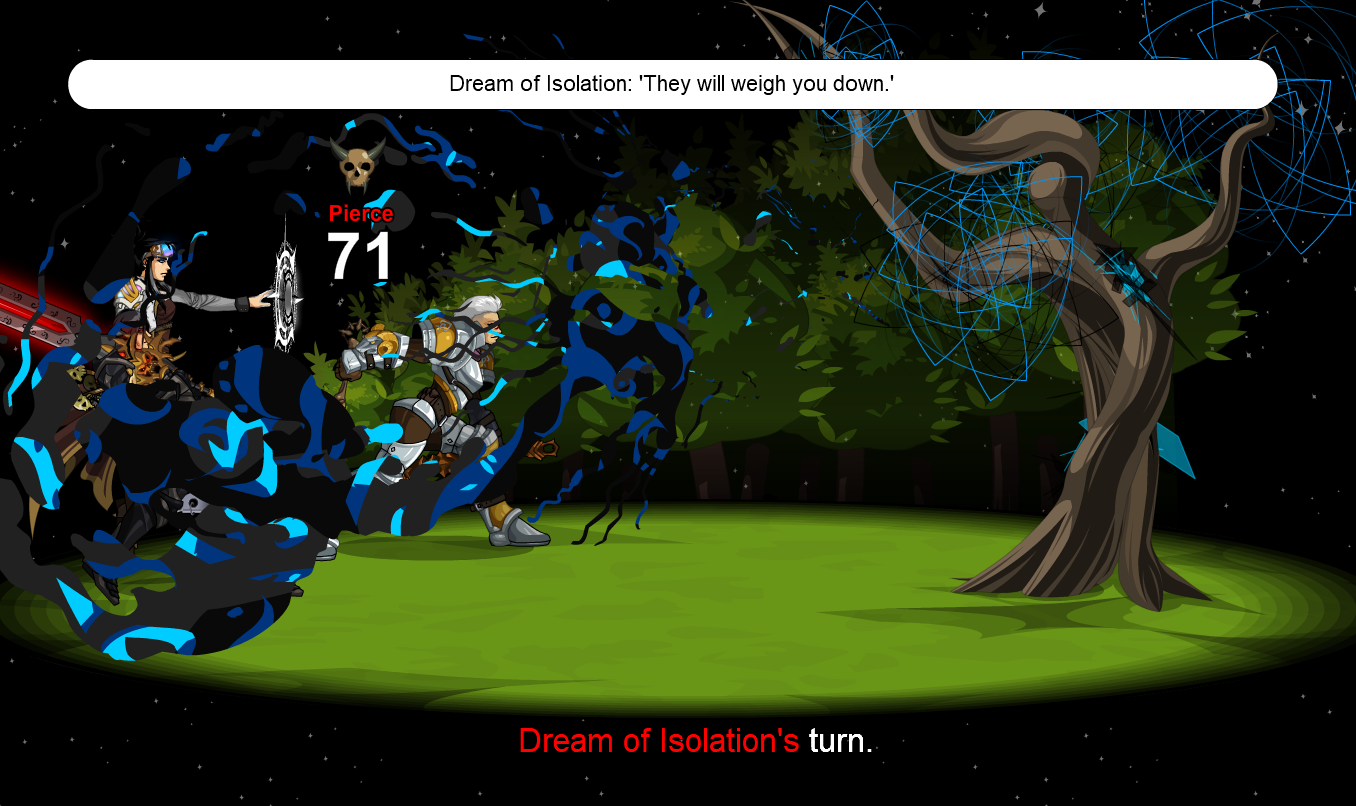 Dream of Isolation: 'They will weigh you down.'
Pierce
71
Dream of Isolation's turn.